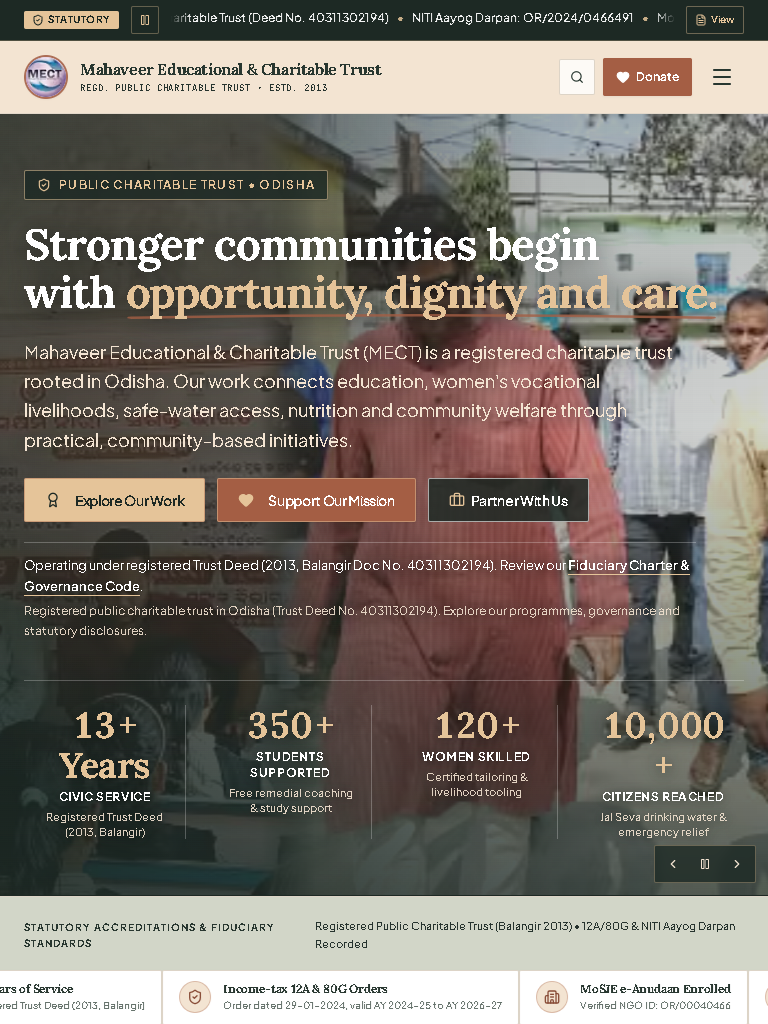 STATUTORY
aritable Trust (Deed No. 40311302194) • NITI Aayog Darpan: OR/2024/0466491 •
View
MECT
Mahaveer Educational & Charitable Trust
REGD. PUBLIC CHARITABLE TRUST • ESTD. 2013
Donate
PUBLIC CHARITABLE TRUST • ODISHA
Stronger communities begin
with opportunity, dignity and care.
Mahaveer Educational & Charitable Trust (MECT) is a registered charitable trust
rooted in Odisha. Our work connects education, women's vocational
livelihoods, safe-water access, nutrition and community welfare through
practical, community-based initiatives.
Explore Our Work
Support Our Mission
Partner With Us
Operating under registered Trust Deed (2013, Balangir Doc No. 40311302194). Review our Fiduciary Charter &
Governance Code.
Registered public charitable trust in Odisha (Trust Deed No. 40311302194). Explore our programmes, governance and
statutory disclosures.
13+
Years
CIVIC SERVICE
Registered Trust Deed
(2013, Balangir)
350+
STUDENTS
SUPPORTED
Free remedial coaching
& study support
120+
WOMEN SKILLED
Certified tailoring &
livelihood tooling
10,000
+
CITIZENS REACHED
Jal Seva drinking water &
emergency relief
STATUTORY ACCREDITATIONS & FIDUCIARY
STANDARDS
Registered Public Charitable Trust (Balangir 2013) • 12A/80G & NITI Aayog Darpan
Recorded
ars of Service
ered Trust Deed (2013, Balangir)
Income-tax 12A & 80G Orders
Order dated 29-01-2024, valid AY 2024-25 to AY 2026-27
MoSJE e-Anudaan Enrolled
Verified NGO ID: OR/00040466